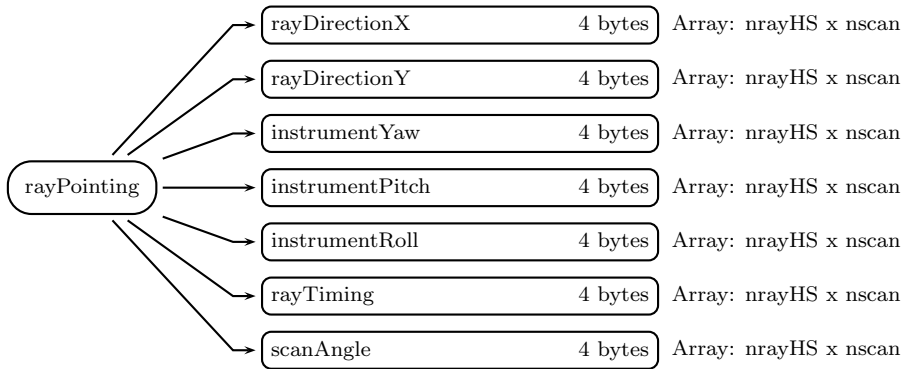 rayDirectionX 4 bytes Array: nrayHS x nscan
rayDirectionY 4 bytes Array: nrayHS x nscan
instrumentYaw 4 bytes Array: nrayHS x nscan
rayPointing instrumentPitch 4 bytes Array: nrayHS x nscan
instrumentRoll 4 bytes Array: nrayHS x nscan
rayTiming 4 bytes Array: nrayHS x nscan
scanAngle 4 bytes Array: nrayHS x nscan